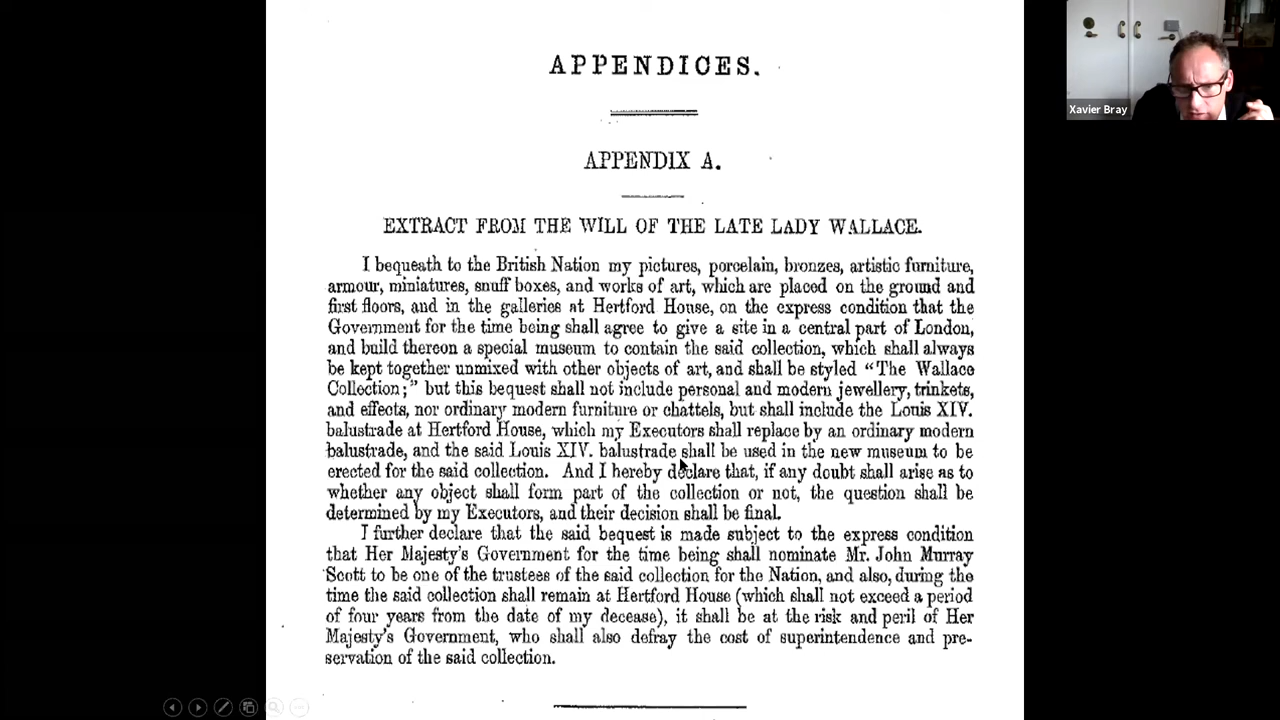 APPENDICES.
APPENDIX A.
EXTRACT FROM THE WILL OF THE LATE LADY WALLACE.
I bequeath to the British Nation my pictures, porcelain, bronzes, artistic furniture,
armour, miniatures, snuff boxes, and works of art, which are placed on the ground and
first floors, and in the galleries at Hertford House, on the express condition that the
Government for the time being shall agree to give a site in a central part of London,
and build thereon a special museum to contain the said collection, which shall always
be kept together unmixed with other objects of art, and shall be styled “The Wallace
Collection;” but this bequest shall not include personal and modern jewellery, trinkets,
and effects, nor ordinary modern furniture or chattels, but shall include the Louis XIV.
balustrade at Hertford House, which my Executors shall replace by an ordinary modern
balustrade, and the said Louis XIV. balustrade shall be used in the new museum to be
erected for the said collection. And I hereby declare that, if any doubt shall arise as to
whether any object shall form part of the collection or not, the question shall be
determined by my Executors, and their decision shall be final.
I further declare that the said bequest is made subject to the express condition
that Her Majesty's Government for the time being shall nominate Mr. John Murray
Scott to be one of the trustees of the said collection for the Nation, and also, during the
time the said collection shall remain at Hertford House (which shall not exceed a period
of four years from the date of my decease), it shall be at the risk and peril of Her
Majesty's Government, who shall also defray the cost of superintendence and pre-
servation of the said collection.
Xavier Bray